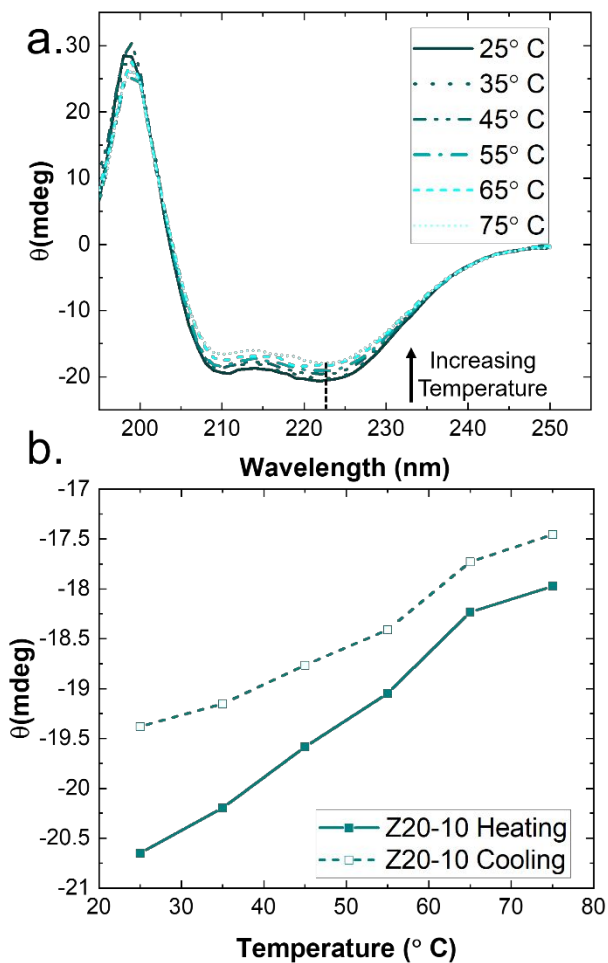 a.
30
20
10
0
-10
-20
θ(mdeg)
25° C
35° C
45° C
55° C
65° C
75° C
Increasing
Temperature
200 210 220 230 240 250
Wavelength (nm)
b.
-17
-17.5
-18
-18.5
-19
-19.5
-20
-20.5
-21
θ(mdeg)
Z20-10 Heating
Z20-10 Cooling
20 30 40 50 60 70 80
Temperature (° C)